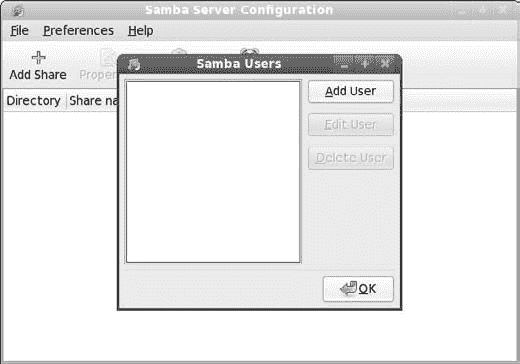 Samba Server Configuration
File Preferences Help
Add Share
Samba Users
Directory Share na
Add User
Edit User
Delete User
OK